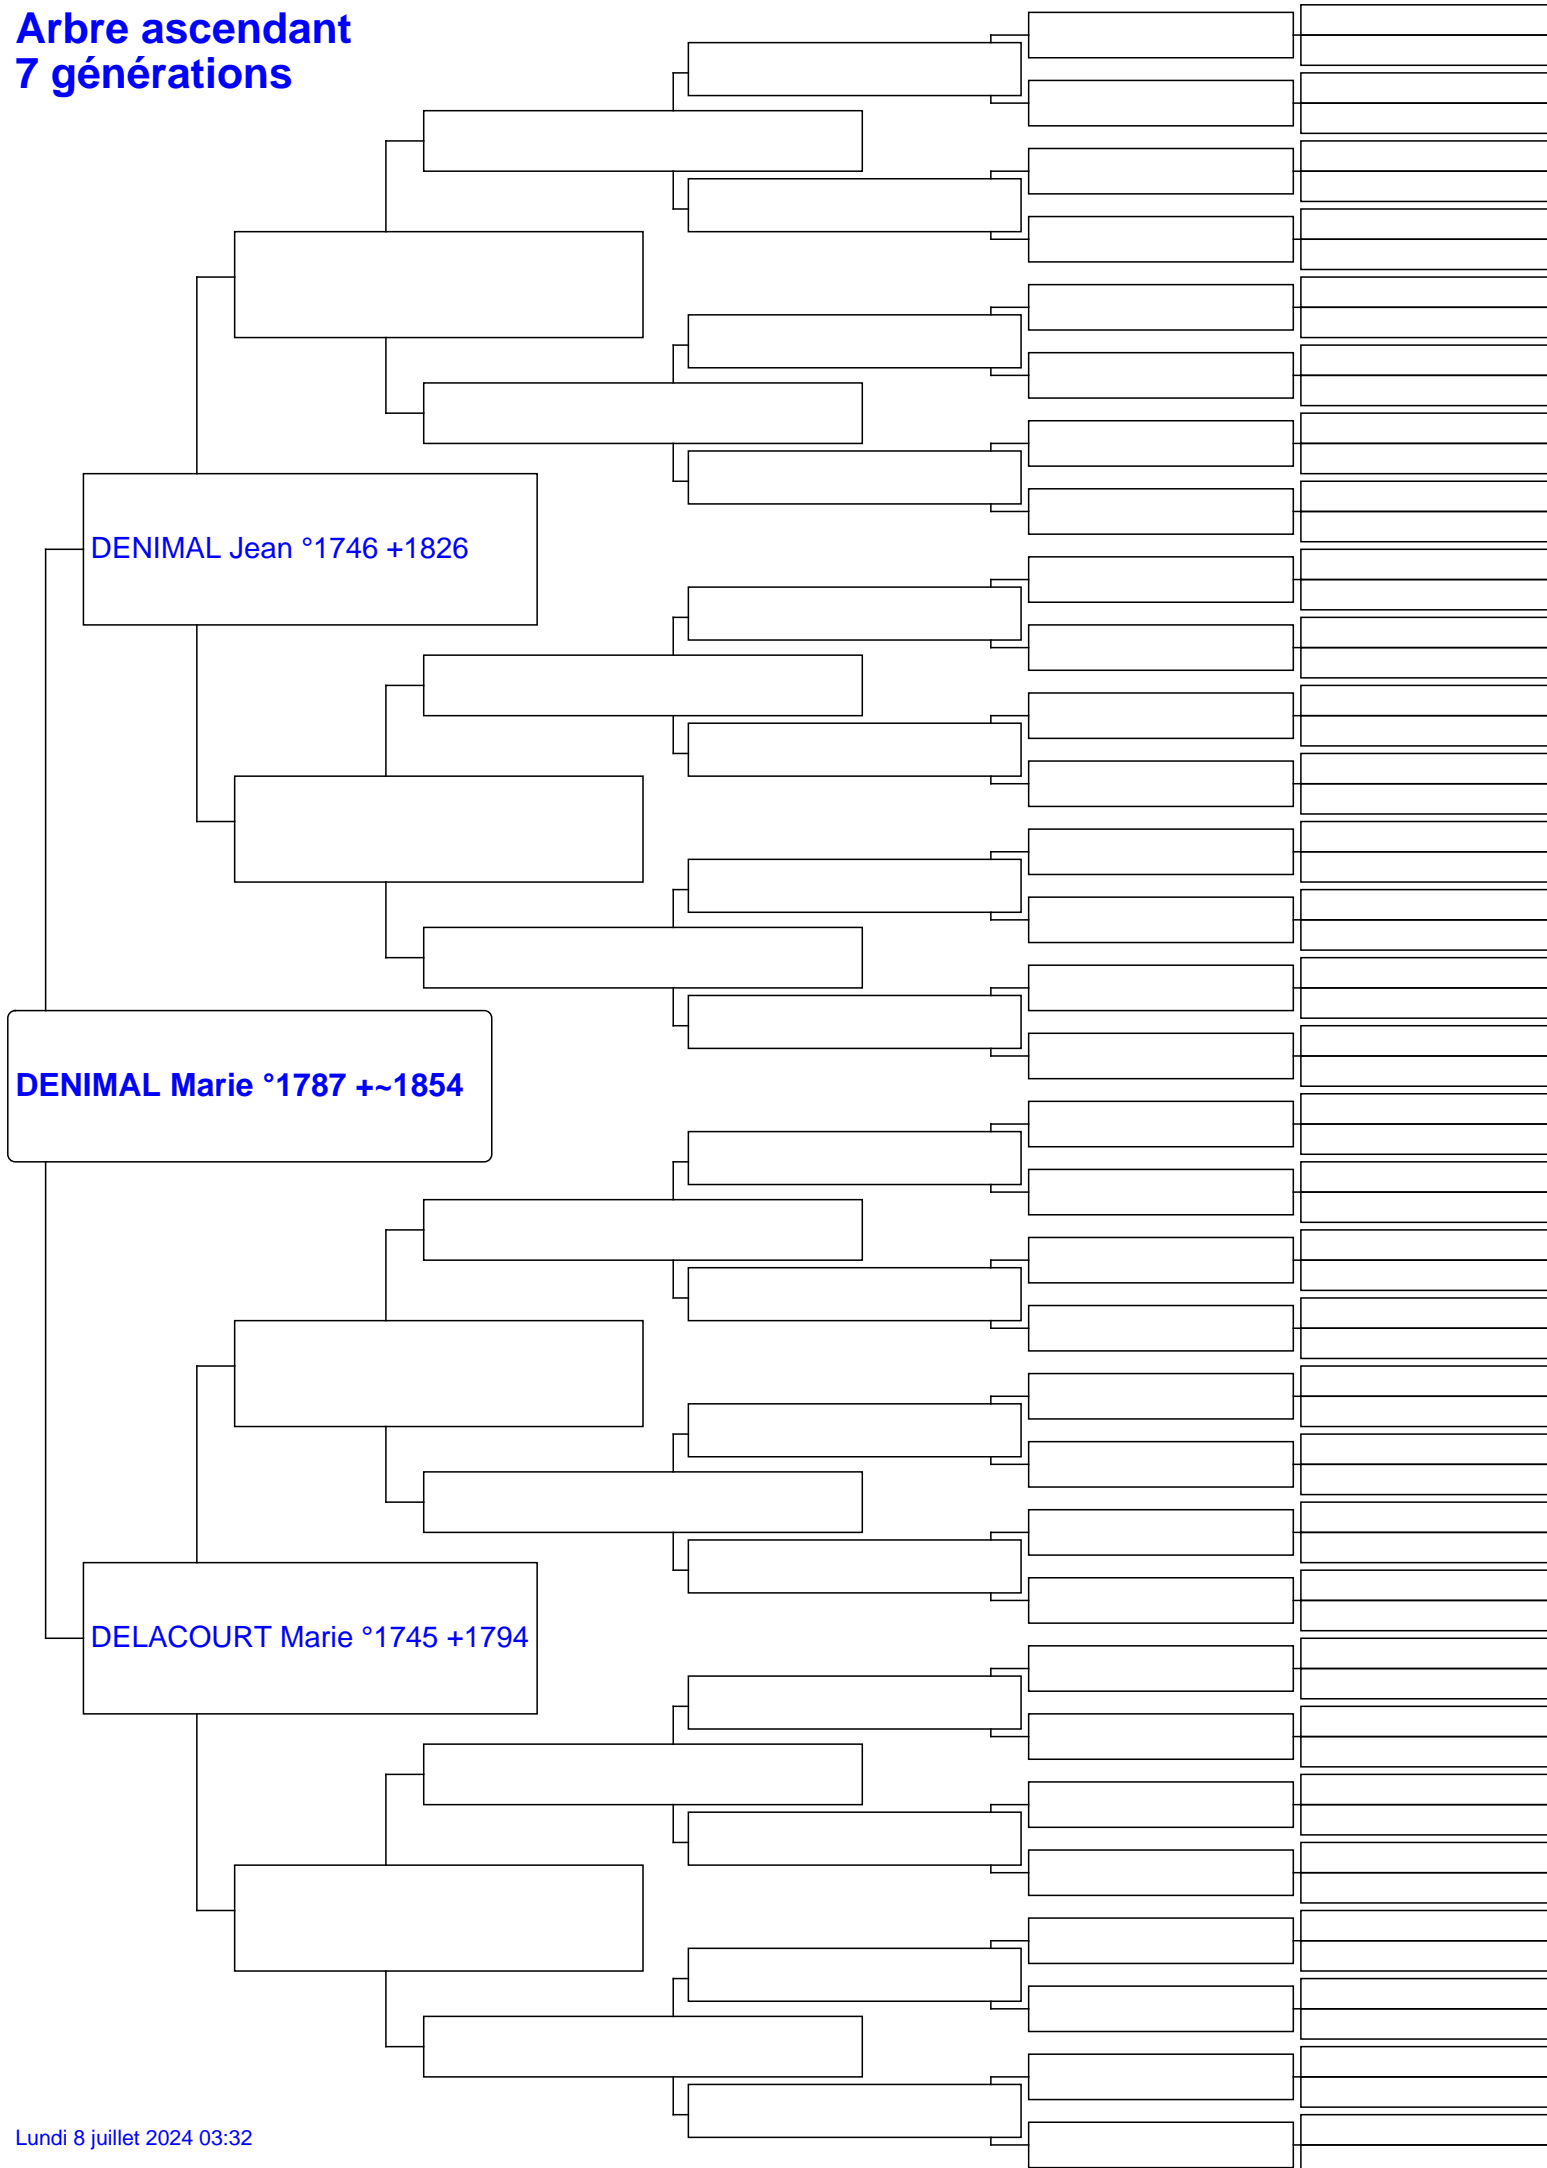 Arbre ascendant
7 générations
DENIMAL Jean °1746 +1826
DENIMAL Marie °1787 +~1854
DELACOURT Marie °1745 +1794
Lundi 8 juillet 2024 03:32